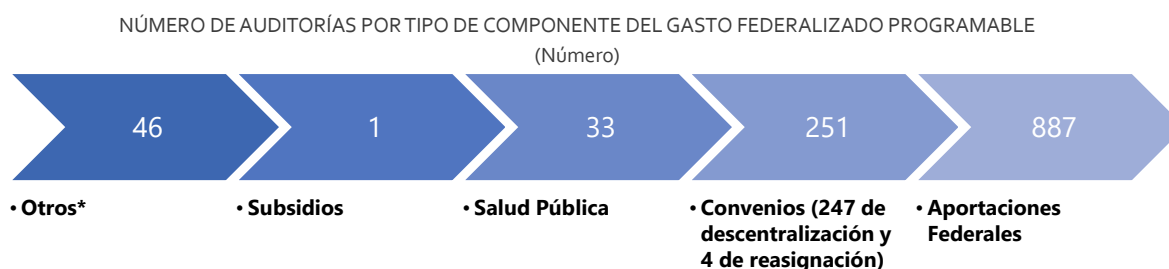 NÚMERO DE AUDITORÍAS POR TIPO DE COMPONENTE DEL GASTO FEDERALIZADO PROGRAMABLE
(Número)
46
1
33
251
887
• Otros*
• Subsidios
• Salud Pública
• Convenios (247 de
descentralización y
4 de reasignación)
• Aportaciones
Federales